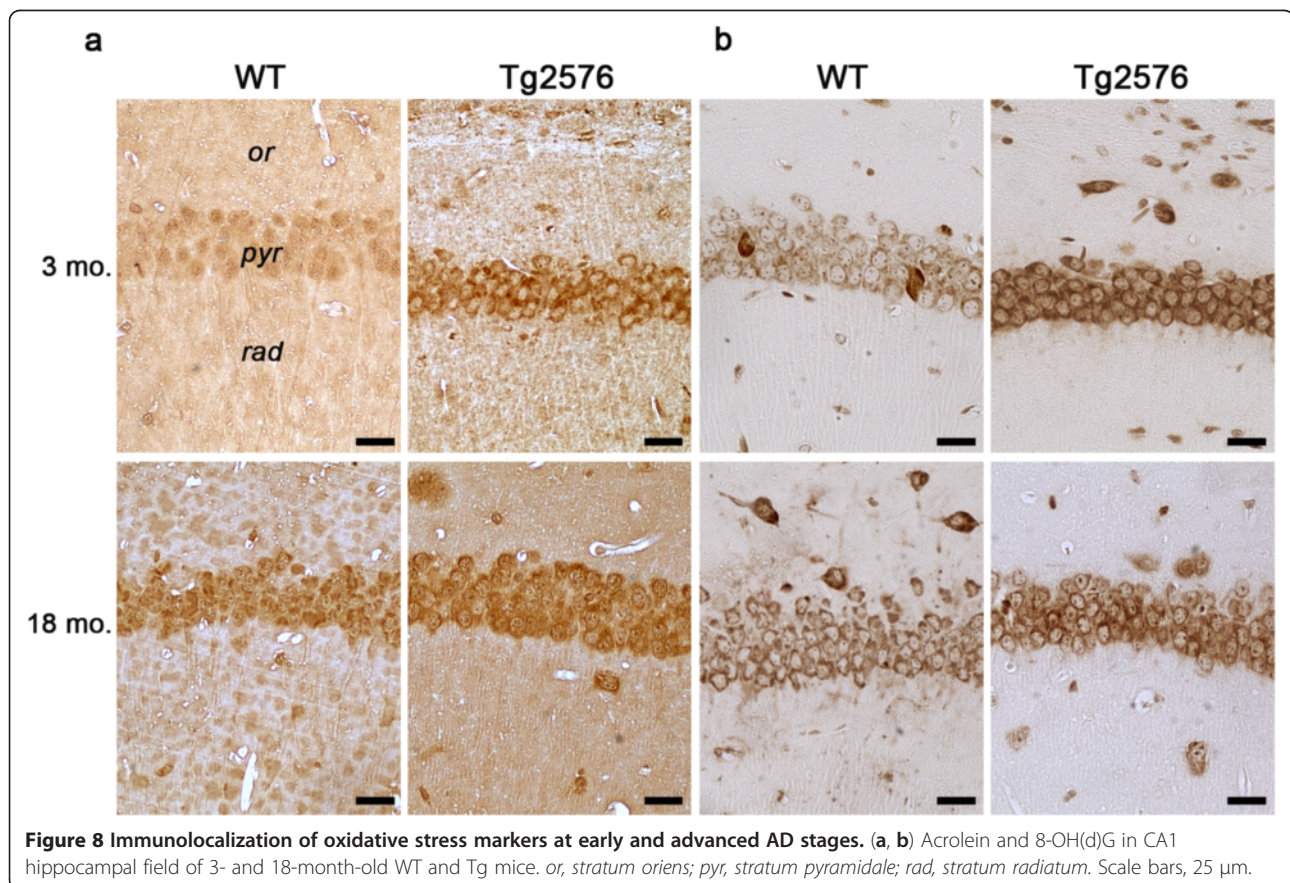 a
b
WT
Tg2576
WT
Tg2576
or
pyr
rad
3 mo.
18 mo.
Figure 8 Immunolocalization of oxidative stress markers at early and advanced AD stages. (a, b) Acrolein and 8-OH(d)G in CA1
hippocampal field of 3- and 18-month-old WT and Tg mice. or, stratum oriens; pyr, stratum pyramidale; rad, stratum radiatum. Scale bars, 25 μm.